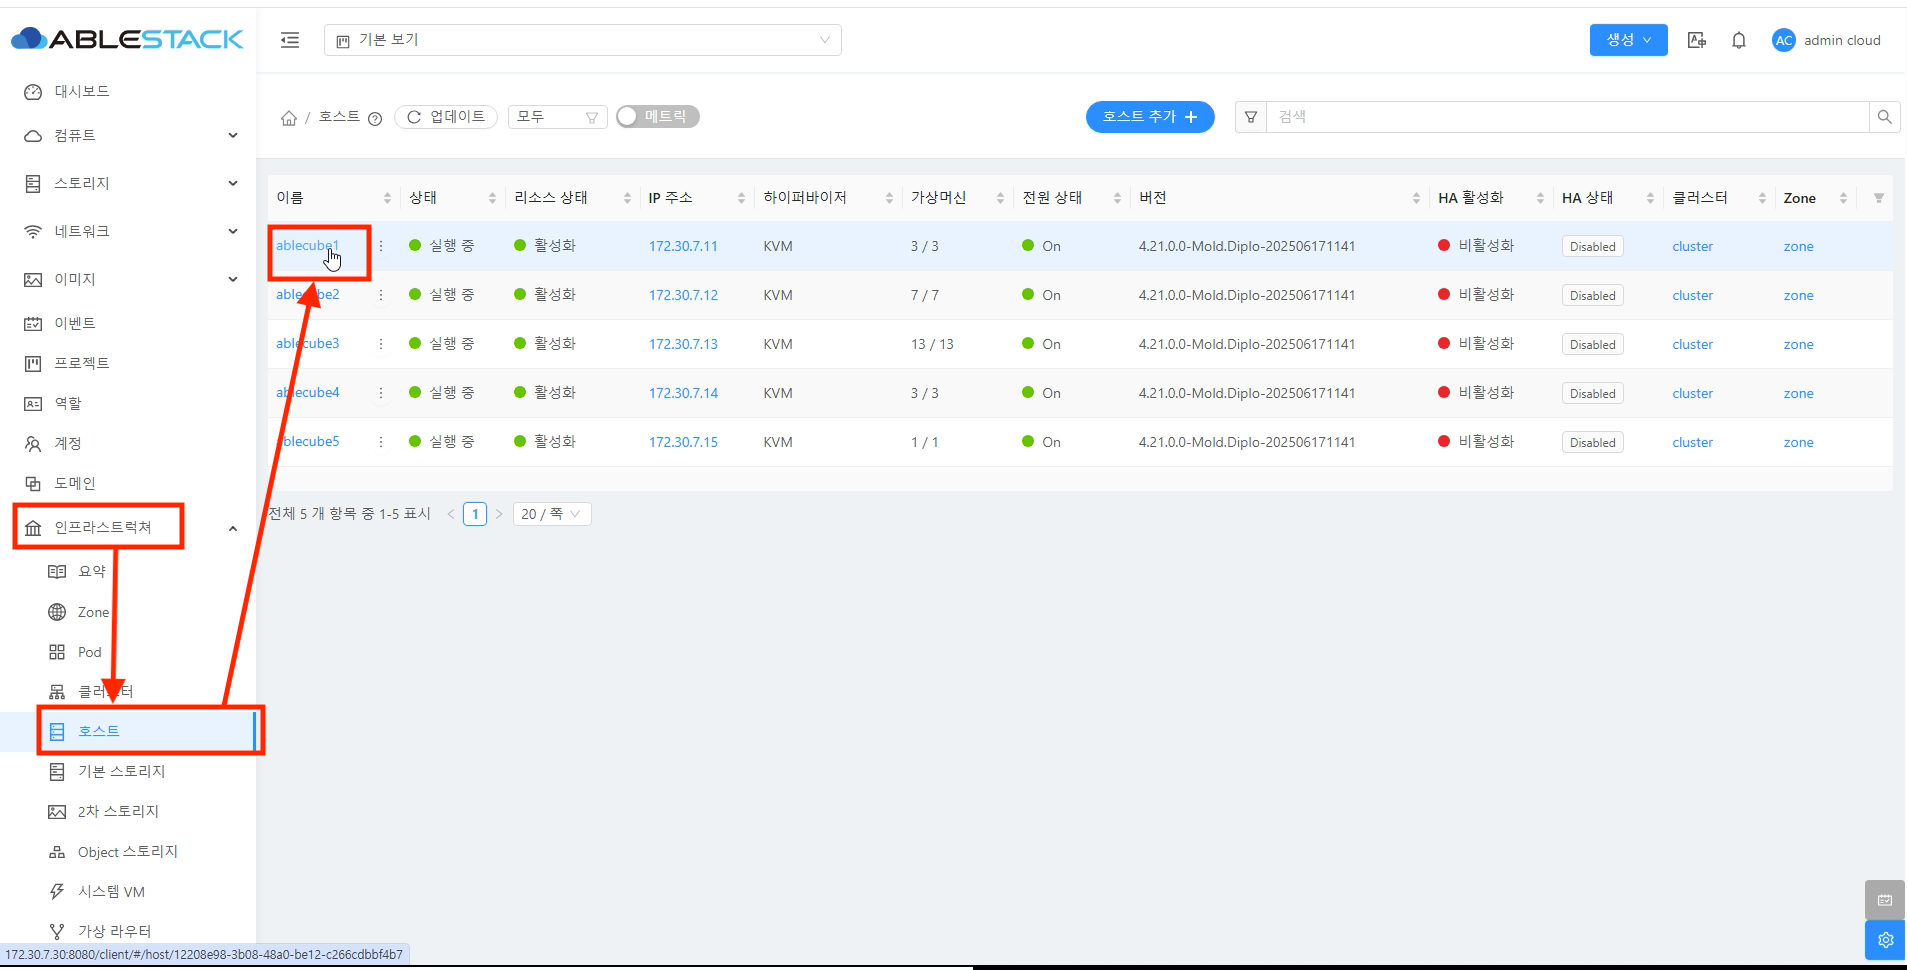 ABLESTACK
기본 보기
생성
AC
admin cloud
대시보드
컴퓨트
스토리지
네트워크
이미지
이벤트
프로젝트
역할
계정
도메인
인프라스트럭쳐
요약
Zone
Pod
클러스터
호스트
기본 스토리지
2차 스토리지
Object 스토리지
시스템 VM
가상 라우터
/ 호스트
업데이트
모두
메트릭
호스트 추가 +
검색
이름 상태 리소스 상태 IP 주소 하이퍼바이저 가상머신 전원 상태 버전 HA 활성화 HA 상태 클러스터 Zone
ablecube1 실행 중 활성화 172.30.7.11 KVM 3 / 3 On 4.21.0.0-Mold.Diplo-202506171141 비활성화 Disabled cluster zone
ablecube2 실행 중 활성화 172.30.7.12 KVM 7 / 7 On 4.21.0.0-Mold.Diplo-202506171141 비활성화 Disabled cluster zone
ablecube3 실행 중 활성화 172.30.7.13 KVM 13 / 13 On 4.21.0.0-Mold.Diplo-202506171141 비활성화 Disabled cluster zone
ablecube4 실행 중 활성화 172.30.7.14 KVM 3 / 3 On 4.21.0.0-Mold.Diplo-202506171141 비활성화 Disabled cluster zone
ablecube5 실행 중 활성화 172.30.7.15 KVM 1 / 1 On 4.21.0.0-Mold.Diplo-202506171141 비활성화 Disabled cluster zone
전체 5 개 항목 중 1-5 표시 < 1 > 20 / 쪽
172.30.7.30:8080/client/#/host/12208e98-3b08-48a0-be12-c266cdbbf4b7